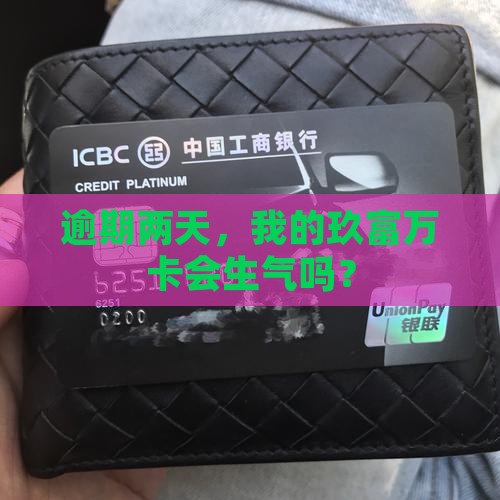 ICBC 中国工商银行
CREDIT PLATINUM
逾期两天，我的玖富万
卡会生气吗？
6251
6251
0200
UnionPay
银联